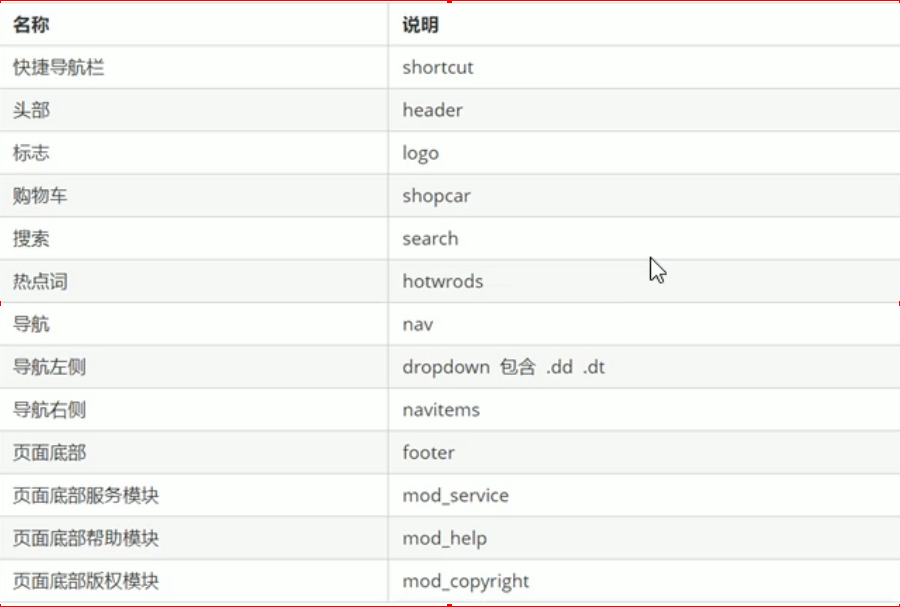 名称 说明
快捷导航栏 shortcut
头部 header
标志 logo
购物车 shopcar
搜索 search
热点词 hotwrods
导航 nav
导航左侧 dropdown 包含 .dd .dt
导航右侧 navitems
页面底部 footer
页面底部服务模块 mod_service
页面底部帮助模块 mod_help
页面底部版权模块 mod_copyright